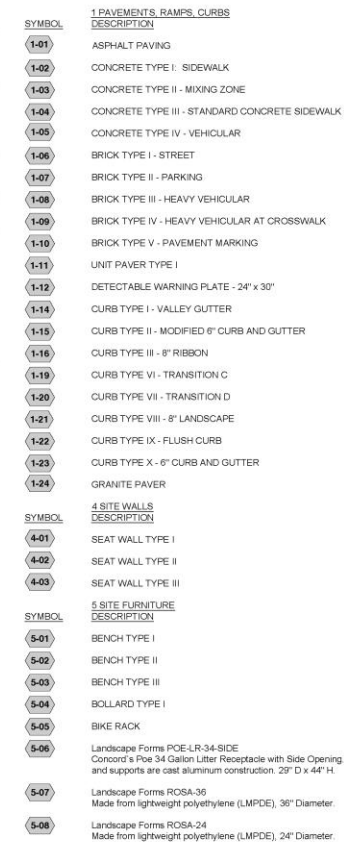 1 PAVEMENTS, RAMPS, CURBS
SYMBOL DESCRIPTION
1-01 ASPHALT PAVING
1-02 CONCRETE TYPE I: SIDEWALK
1-03 CONCRETE TYPE II - MIXING ZONE
1-04 CONCRETE TYPE III - STANDARD CONCRETE SIDEWALK
1-05 CONCRETE TYPE IV - VEHICULAR
1-06 BRICK TYPE I - STREET
1-07 BRICK TYPE II - PARKING
1-08 BRICK TYPE III - HEAVY VEHICULAR
1-09 BRICK TYPE IV - HEAVY VEHICULAR AT CROSSWALK
1-10 BRICK TYPE V - PAVEMENT MARKING
1-11 UNIT PAVER TYPE I
1-12 DETECTABLE WARNING PLATE - 24" x 30"
1-14 CURB TYPE I - VALLEY GUTTER
1-15 CURB TYPE II - MODIFIED 6" CURB AND GUTTER
1-16 CURB TYPE III - 8" RIBBON
1-19 CURB TYPE VI - TRANSITION C
1-20 CURB TYPE VII - TRANSITION D
1-21 CURB TYPE VIII - 8" LANDSCAPE
1-22 CURB TYPE IX - FLUSH CURB
1-23 CURB TYPE X - 6" CURB AND GUTTER
1-24 GRANITE PAVER
4 SITE WALLS
SYMBOL DESCRIPTION
4-01 SEAT WALL TYPE I
4-02 SEAT WALL TYPE II
4-03 SEAT WALL TYPE III
5 SITE FURNITURE
SYMBOL DESCRIPTION
5-01 BENCH TYPE I
5-02 BENCH TYPE II
5-03 BENCH TYPE III
5-04 BOLLARD TYPE I
5-05 BIKE RACK
5-06 Landscape Forms POE-LR-34-SIDE
Concord`s Poe 34 Gallon Litter Receptacle with Side Opening.
and supports are cast aluminum construction. 29" D x 44" H.
5-07 Landscape Forms ROSA-36
Made from lightweight polyethylene (LMPDE), 36" Diameter.
5-08 Landscape Forms ROSA-24
Made from lightweight polyethylene (LMPDE), 24" Diameter.